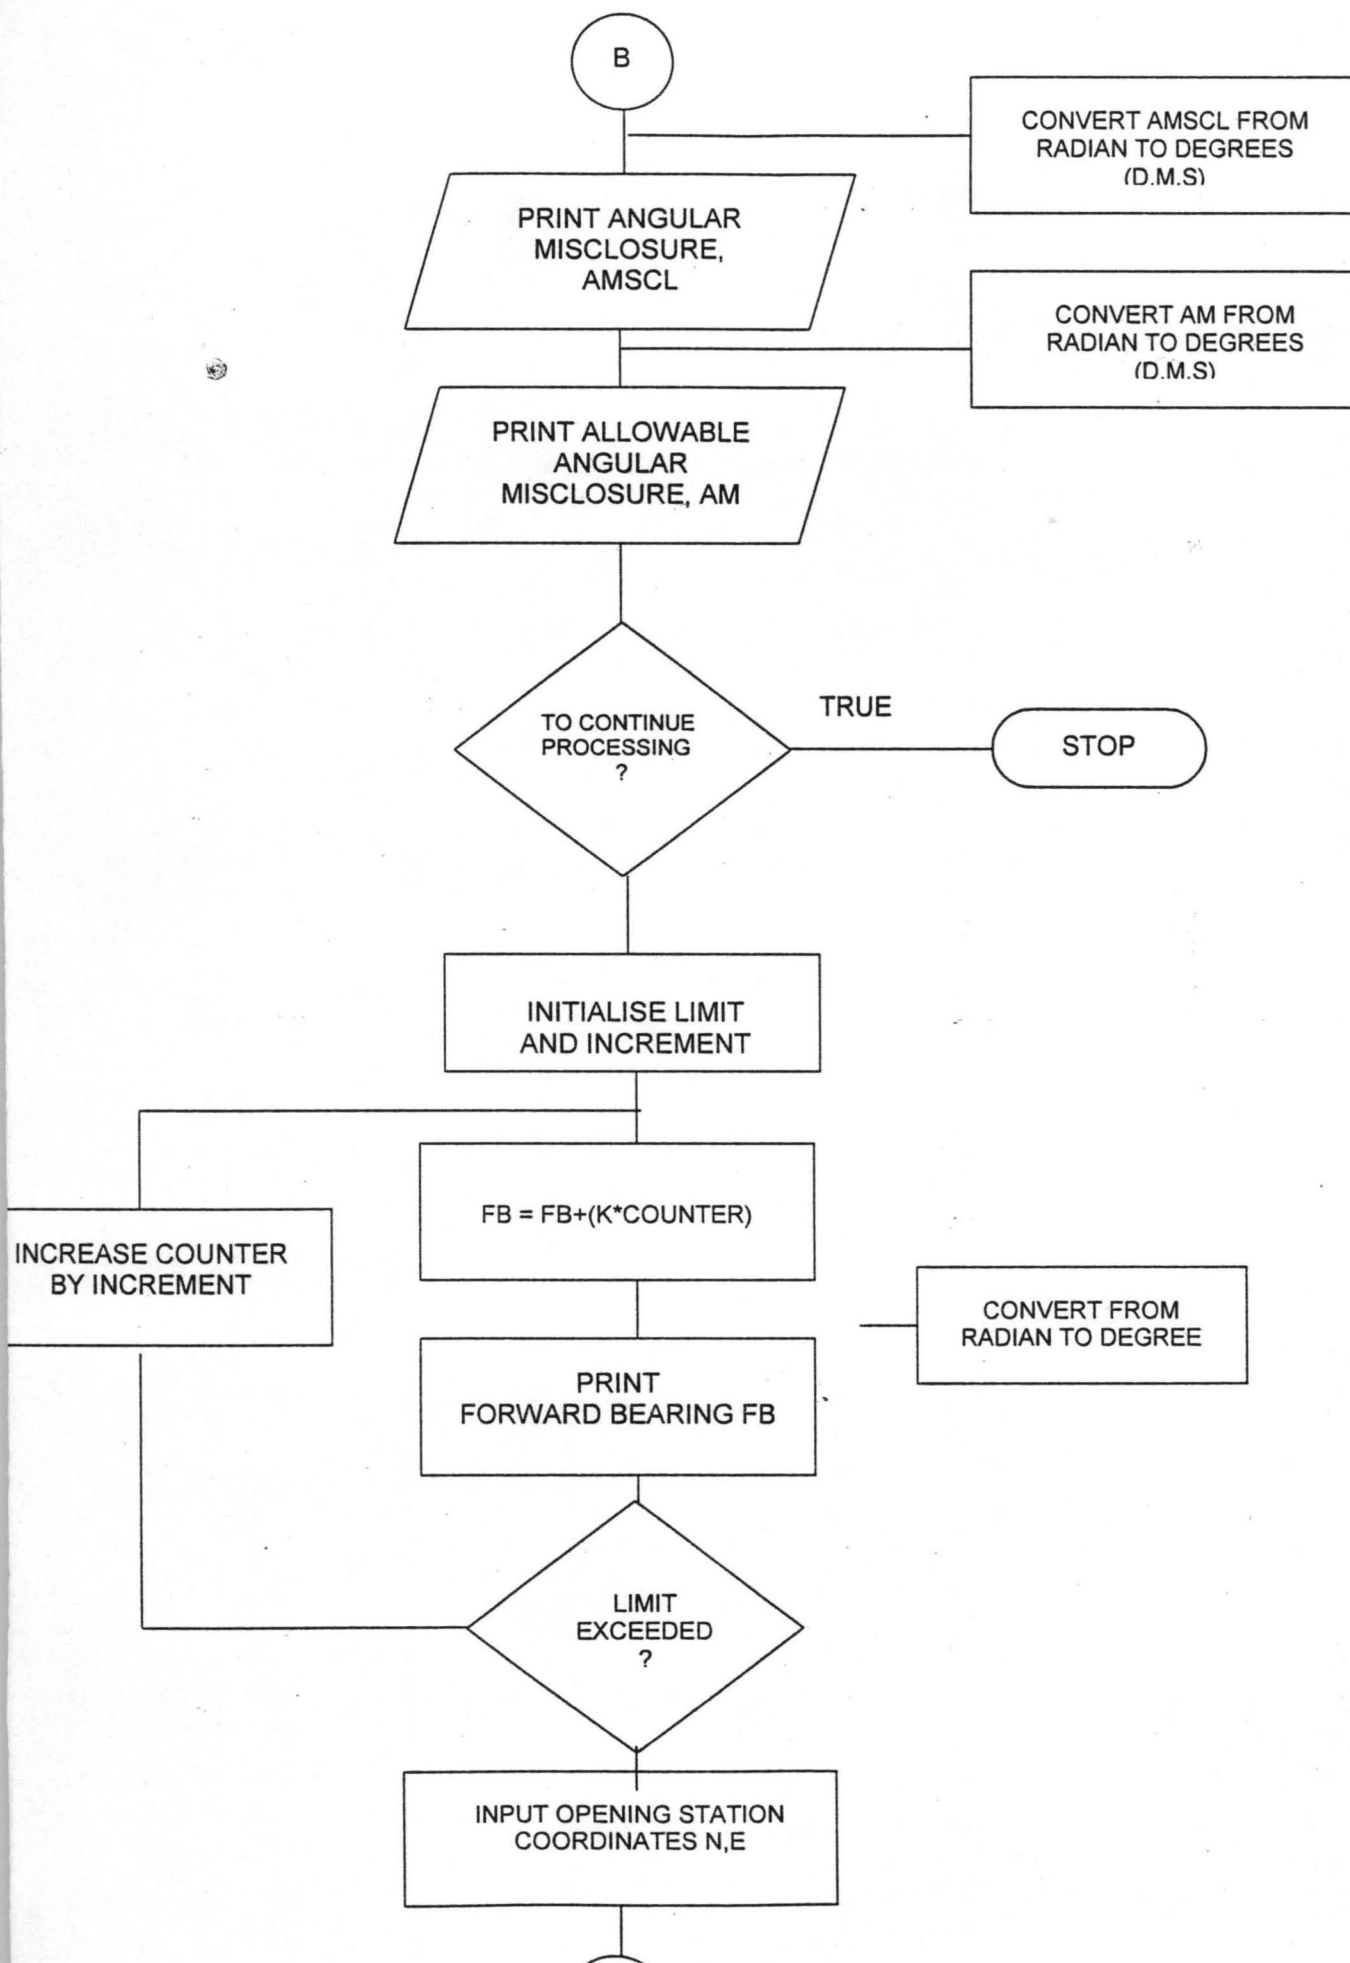 B
CONVERT AMSCL FROM
RADIAN TO DEGREES
(D.M.S)
PRINT ANGULAR
MISCLOSURE,
AMSCL
CONVERT AM FROM
RADIAN TO DEGREES
(D.M.S)
PRINT ALLOWABLE
ANGULAR
MISCLOSURE, AM
TO CONTINUE
PROCESSING
?
TRUE
STOP
INITIALISE LIMIT
AND INCREMENT
FB = FB+(K*COUNTER)
INCREASE COUNTER
BY INCREMENT
CONVERT FROM
RADIAN TO DEGREE
PRINT
FORWARD BEARING FB
LIMIT
EXCEEDED
?
INPUT OPENING STATION
COORDINATES N,E